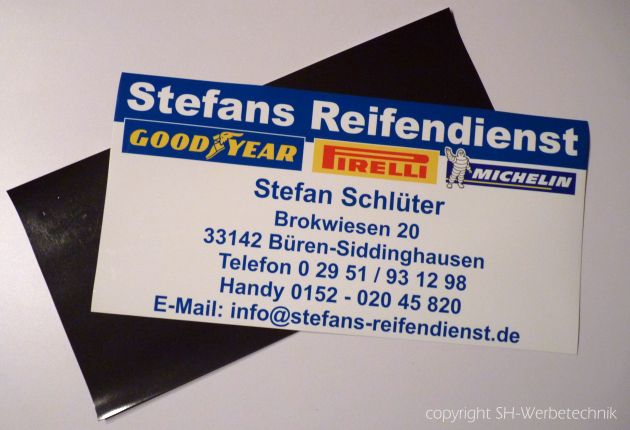 Stefans Reifendienst
GOODYEAR PIRELLI MICHELIN
Stefan Schlüter
Brokwiesen 20
33142 Büren-Siddinghausen
Telefon 0 29 51 / 93 12 98
Handy 0152 - 020 45 820
E-Mail: info@stefans-reifendienst.de
copyright SH-Werbetechnik